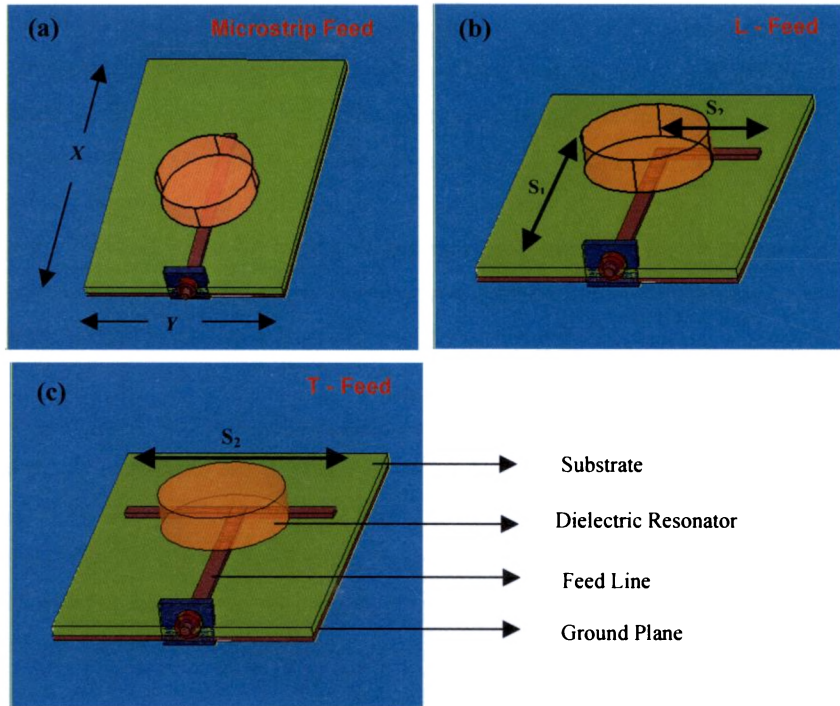 (a)
Microstrip Feed
X
Y
(b)
L - Feed
S₂
S₁
(c)
T - Feed
S₂
Substrate
Dielectric Resonator
Feed Line
Ground Plane